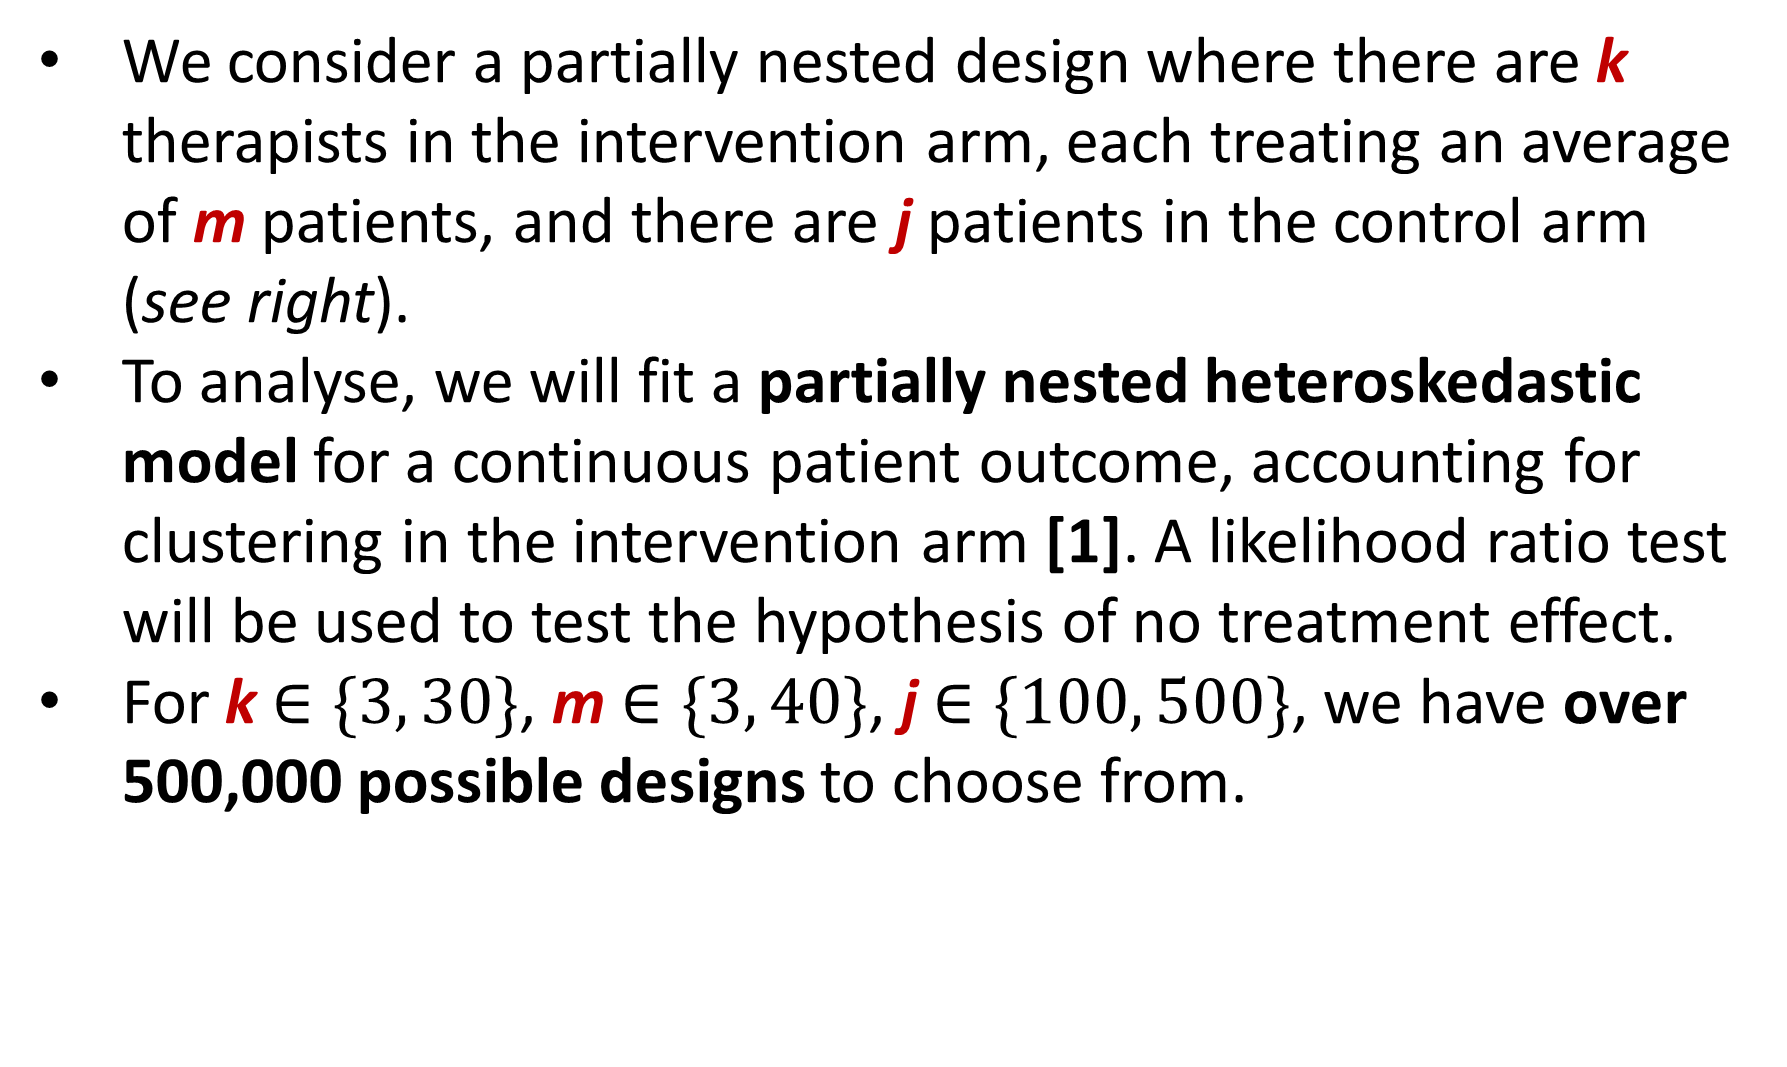 • We consider a partially nested design where there are k
therapists in the intervention arm, each treating an average
of m patients, and there are j patients in the control arm
(see right).
• To analyse, we will fit a partially nested heteroskedastic
model for a continuous patient outcome, accounting for
clustering in the intervention arm [1]. A likelihood ratio test
will be used to test the hypothesis of no treatment effect.
• For k ∈ {3, 30}, m ∈ {3, 40}, j ∈ {100, 500}, we have over
500,000 possible designs to choose from.